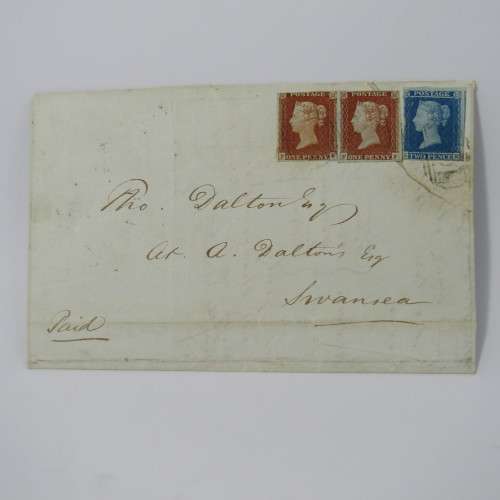 POSTAGE POSTAGE POSTAGE
ONE PENNY ONE PENNY TWO PENCE
Tho. Dalton Esq
At A. Dalton's Esq
Swansea
Paid